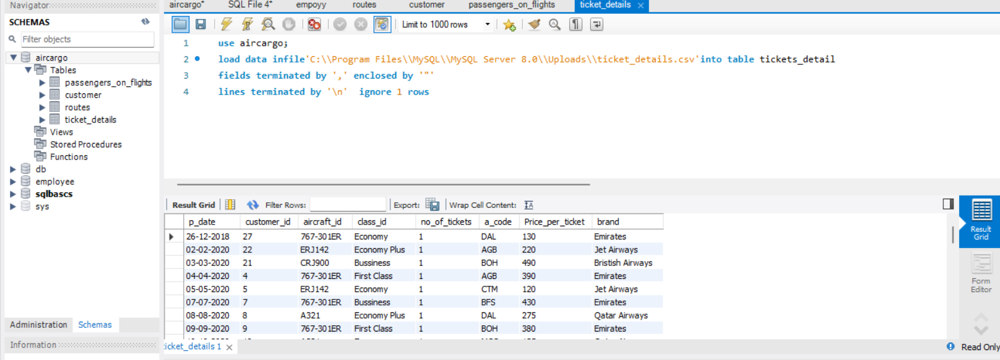 Navigator
aircargo* SQL File 4* empoyy routes customer passengers_on_flights ticket_details
SCHEMAS
Filter objects
aircargo
Tables
passengers_on_flights
customer
routes
ticket_details
Views
Stored Procedures
Functions
db
employee
sqlbascs
sys
Administration Schemas
Information
Limit to 1000 rows
1 use aircargo;
2 load data infile'C:\\Program Files\\MySQL\\MySQL Server 8.0\\Uploads\\ticket_details.csv'into table tickets_detail
3 fields terminated by ',' enclosed by '"'
4 lines terminated by '\n'  ignore 1 rows
Result Grid Filter Rows: Export: Wrap Cell Content:
p_date customer_id aircraft_id class_id no_of_tickets a_code Price_per_ticket brand
26-12-2018 27 767-301ER Economy 1 DAL 130 Emirates
02-02-2020 22 ERJ142 Economy Plus 1 AGB 220 Jet Airways
03-03-2020 21 CRJ900 Bussiness 1 BOH 490 Bristish Airways
04-04-2020 4 767-301ER First Class 1 AGB 390 Emirates
05-05-2020 5 ERJ142 Economy 1 CTM 120 Jet Airways
07-07-2020 7 767-301ER Bussiness 1 BFS 430 Emirates
08-08-2020 8 A321 Economy Plus 1 DAL 275 Qatar Airways
09-09-2020 9 767-301ER First Class 1 BOH 380 Emirates
Result
Grid
Form
Editor
ticket_details 1
Read Only